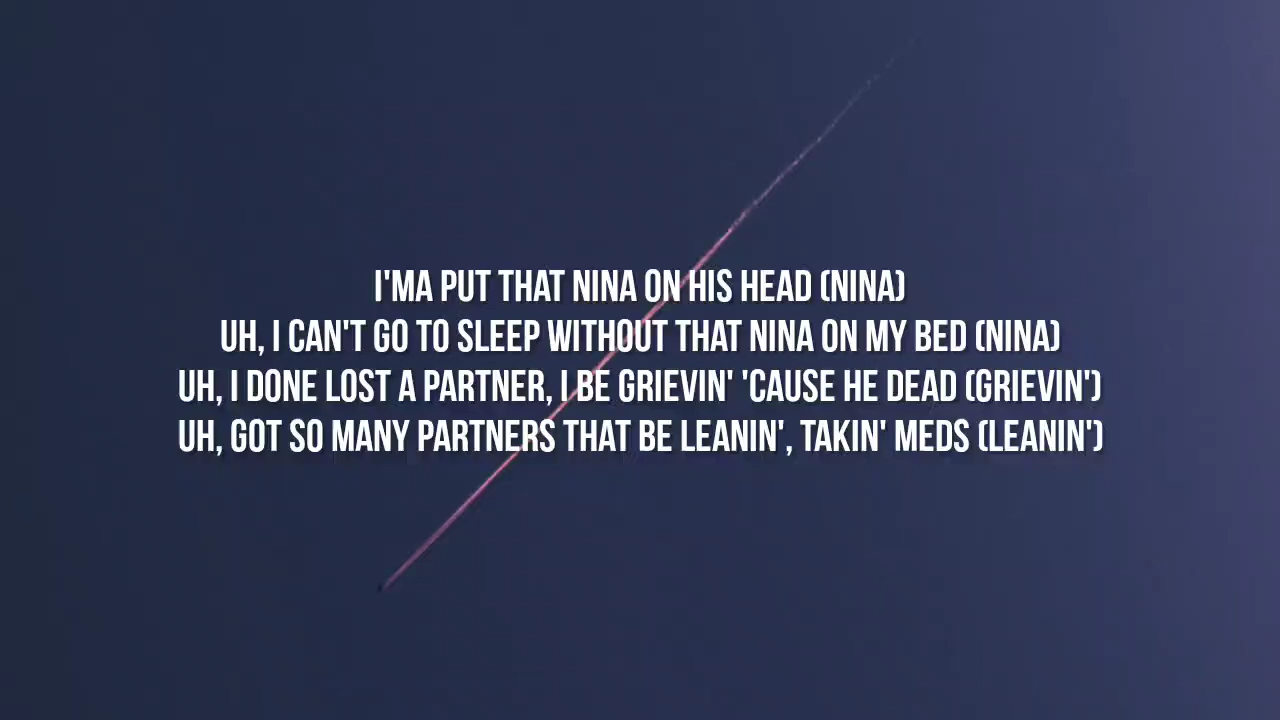 I'MA PUT THAT NINA ON HIS HEAD (NINA)
UH, I CAN'T GO TO SLEEP WITHOUT THAT NINA ON MY BED (NINA)
UH, I DONE LOST A PARTNER, I BE GRIEVIN' 'CAUSE HE DEAD (GRIEVIN')
UH, GOT SO MANY PARTNERS THAT BE LEANIN', TAKIN' MEDS (LEANIN')